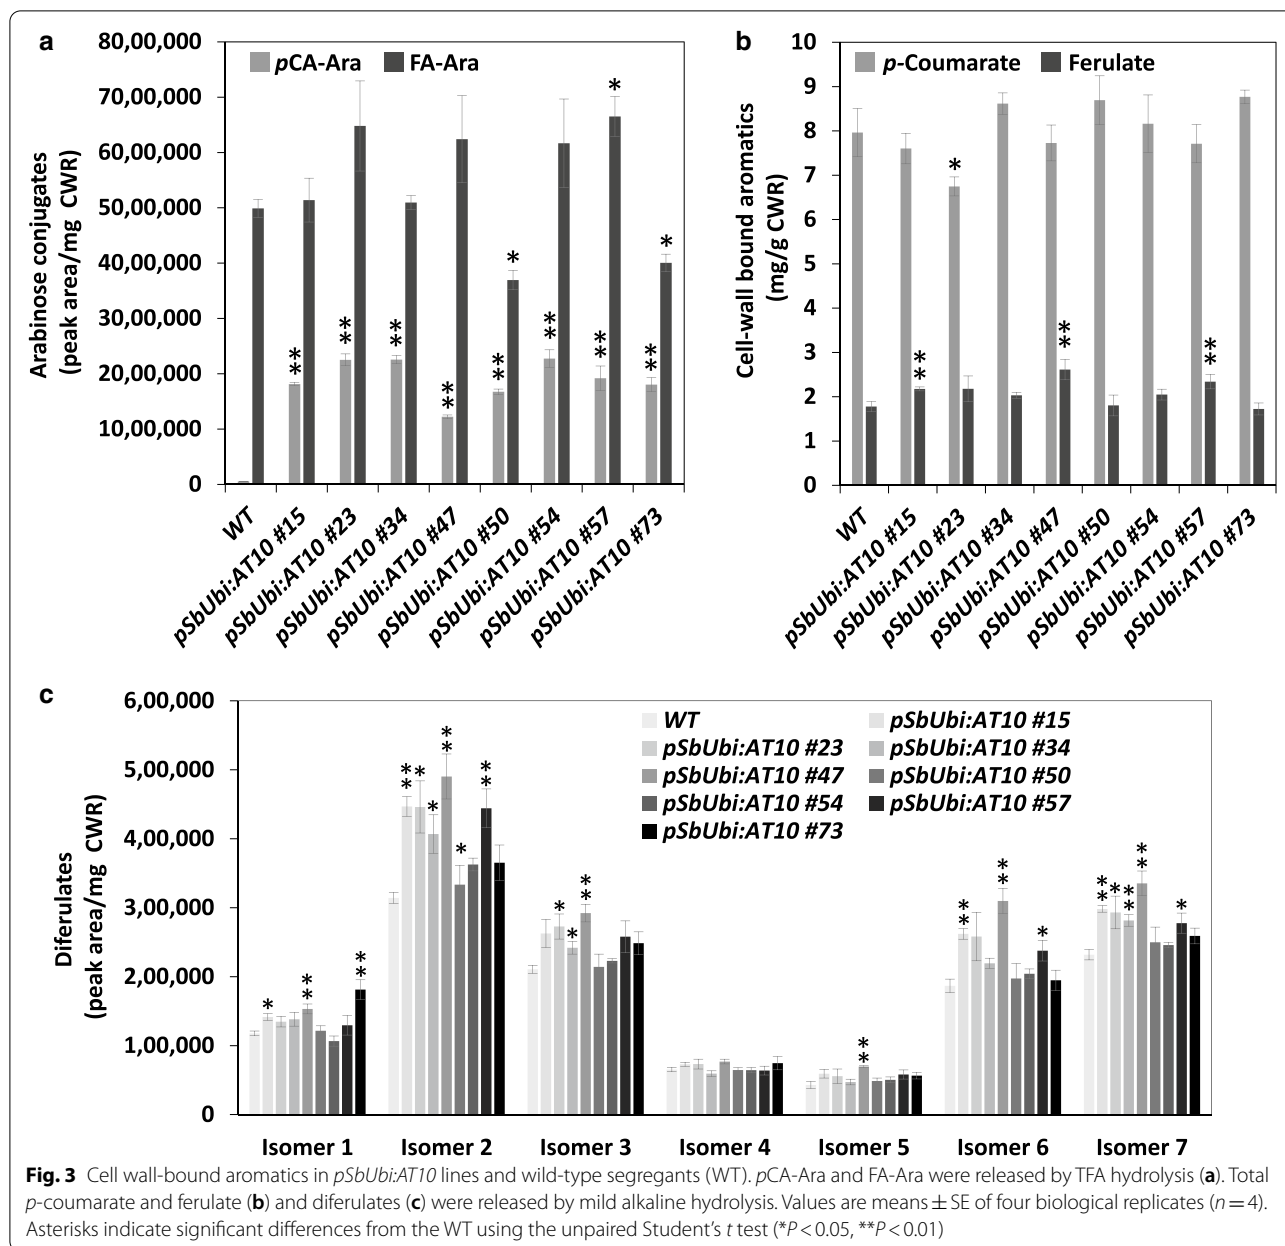 a
80,00,000
70,00,000
60,00,000
50,00,000
40,00,000
30,00,000
20,00,000
10,00,000
0
Arabinose conjugates
(peak area/mg CWR)
pCA-Ara FA-Ara
** ** ** ** ** * ** ** * ** *
WT
pSbUbi:AT10 #15
pSbUbi:AT10 #23
pSbUbi:AT10 #34
pSbUbi:AT10 #47
pSbUbi:AT10 #50
pSbUbi:AT10 #54
pSbUbi:AT10 #57
pSbUbi:AT10 #73
b
10
9
8
7
6
5
4
3
2
1
0
Cell-wall bound aromatics
(mg/g CWR)
p-Coumarate Ferulate
** * ** **
WT
pSbUbi:AT10 #15
pSbUbi:AT10 #23
pSbUbi:AT10 #34
pSbUbi:AT10 #47
pSbUbi:AT10 #50
pSbUbi:AT10 #54
pSbUbi:AT10 #57
pSbUbi:AT10 #73
c
6,00,000
5,00,000
4,00,000
3,00,000
2,00,000
1,00,000
0
Diferulates
(peak area/mg CWR)
WT pSbUbi:AT10 #15
pSbUbi:AT10 #23 pSbUbi:AT10 #34
pSbUbi:AT10 #47 pSbUbi:AT10 #50
pSbUbi:AT10 #54 pSbUbi:AT10 #57
pSbUbi:AT10 #73
* ** ** ** * * ** * ** * * ** ** ** ** * ** * ** ** *
Isomer 1 Isomer 2 Isomer 3 Isomer 4 Isomer 5 Isomer 6 Isomer 7
Fig. 3 Cell wall-bound aromatics in pSbUbi:AT10 lines and wild-type segregants (WT). pCA-Ara and FA-Ara were released by TFA hydrolysis (a). Total
p-coumarate and ferulate (b) and diferulates (c) were released by mild alkaline hydrolysis. Values are means ± SE of four biological replicates (n = 4).
Asterisks indicate significant differences from the WT using the unpaired Student's t test (*P < 0.05, **P < 0.01)